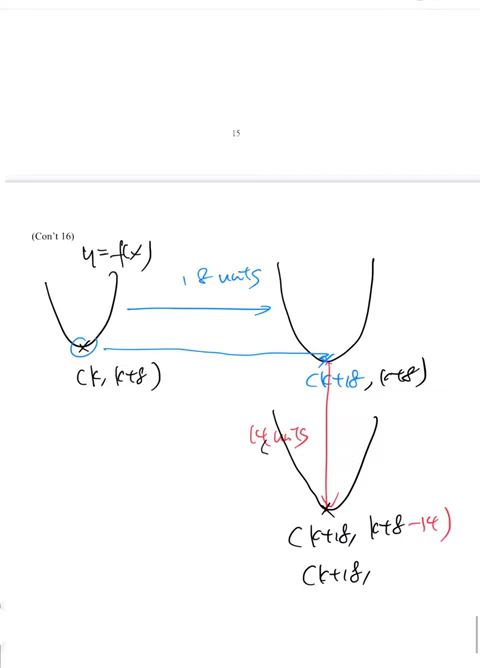 15
(Con't 16)
y=f(x)
18 units
(k, k+8)
(k+18, k+8)
14 units
(k+18, k+8-14)
(k+18,